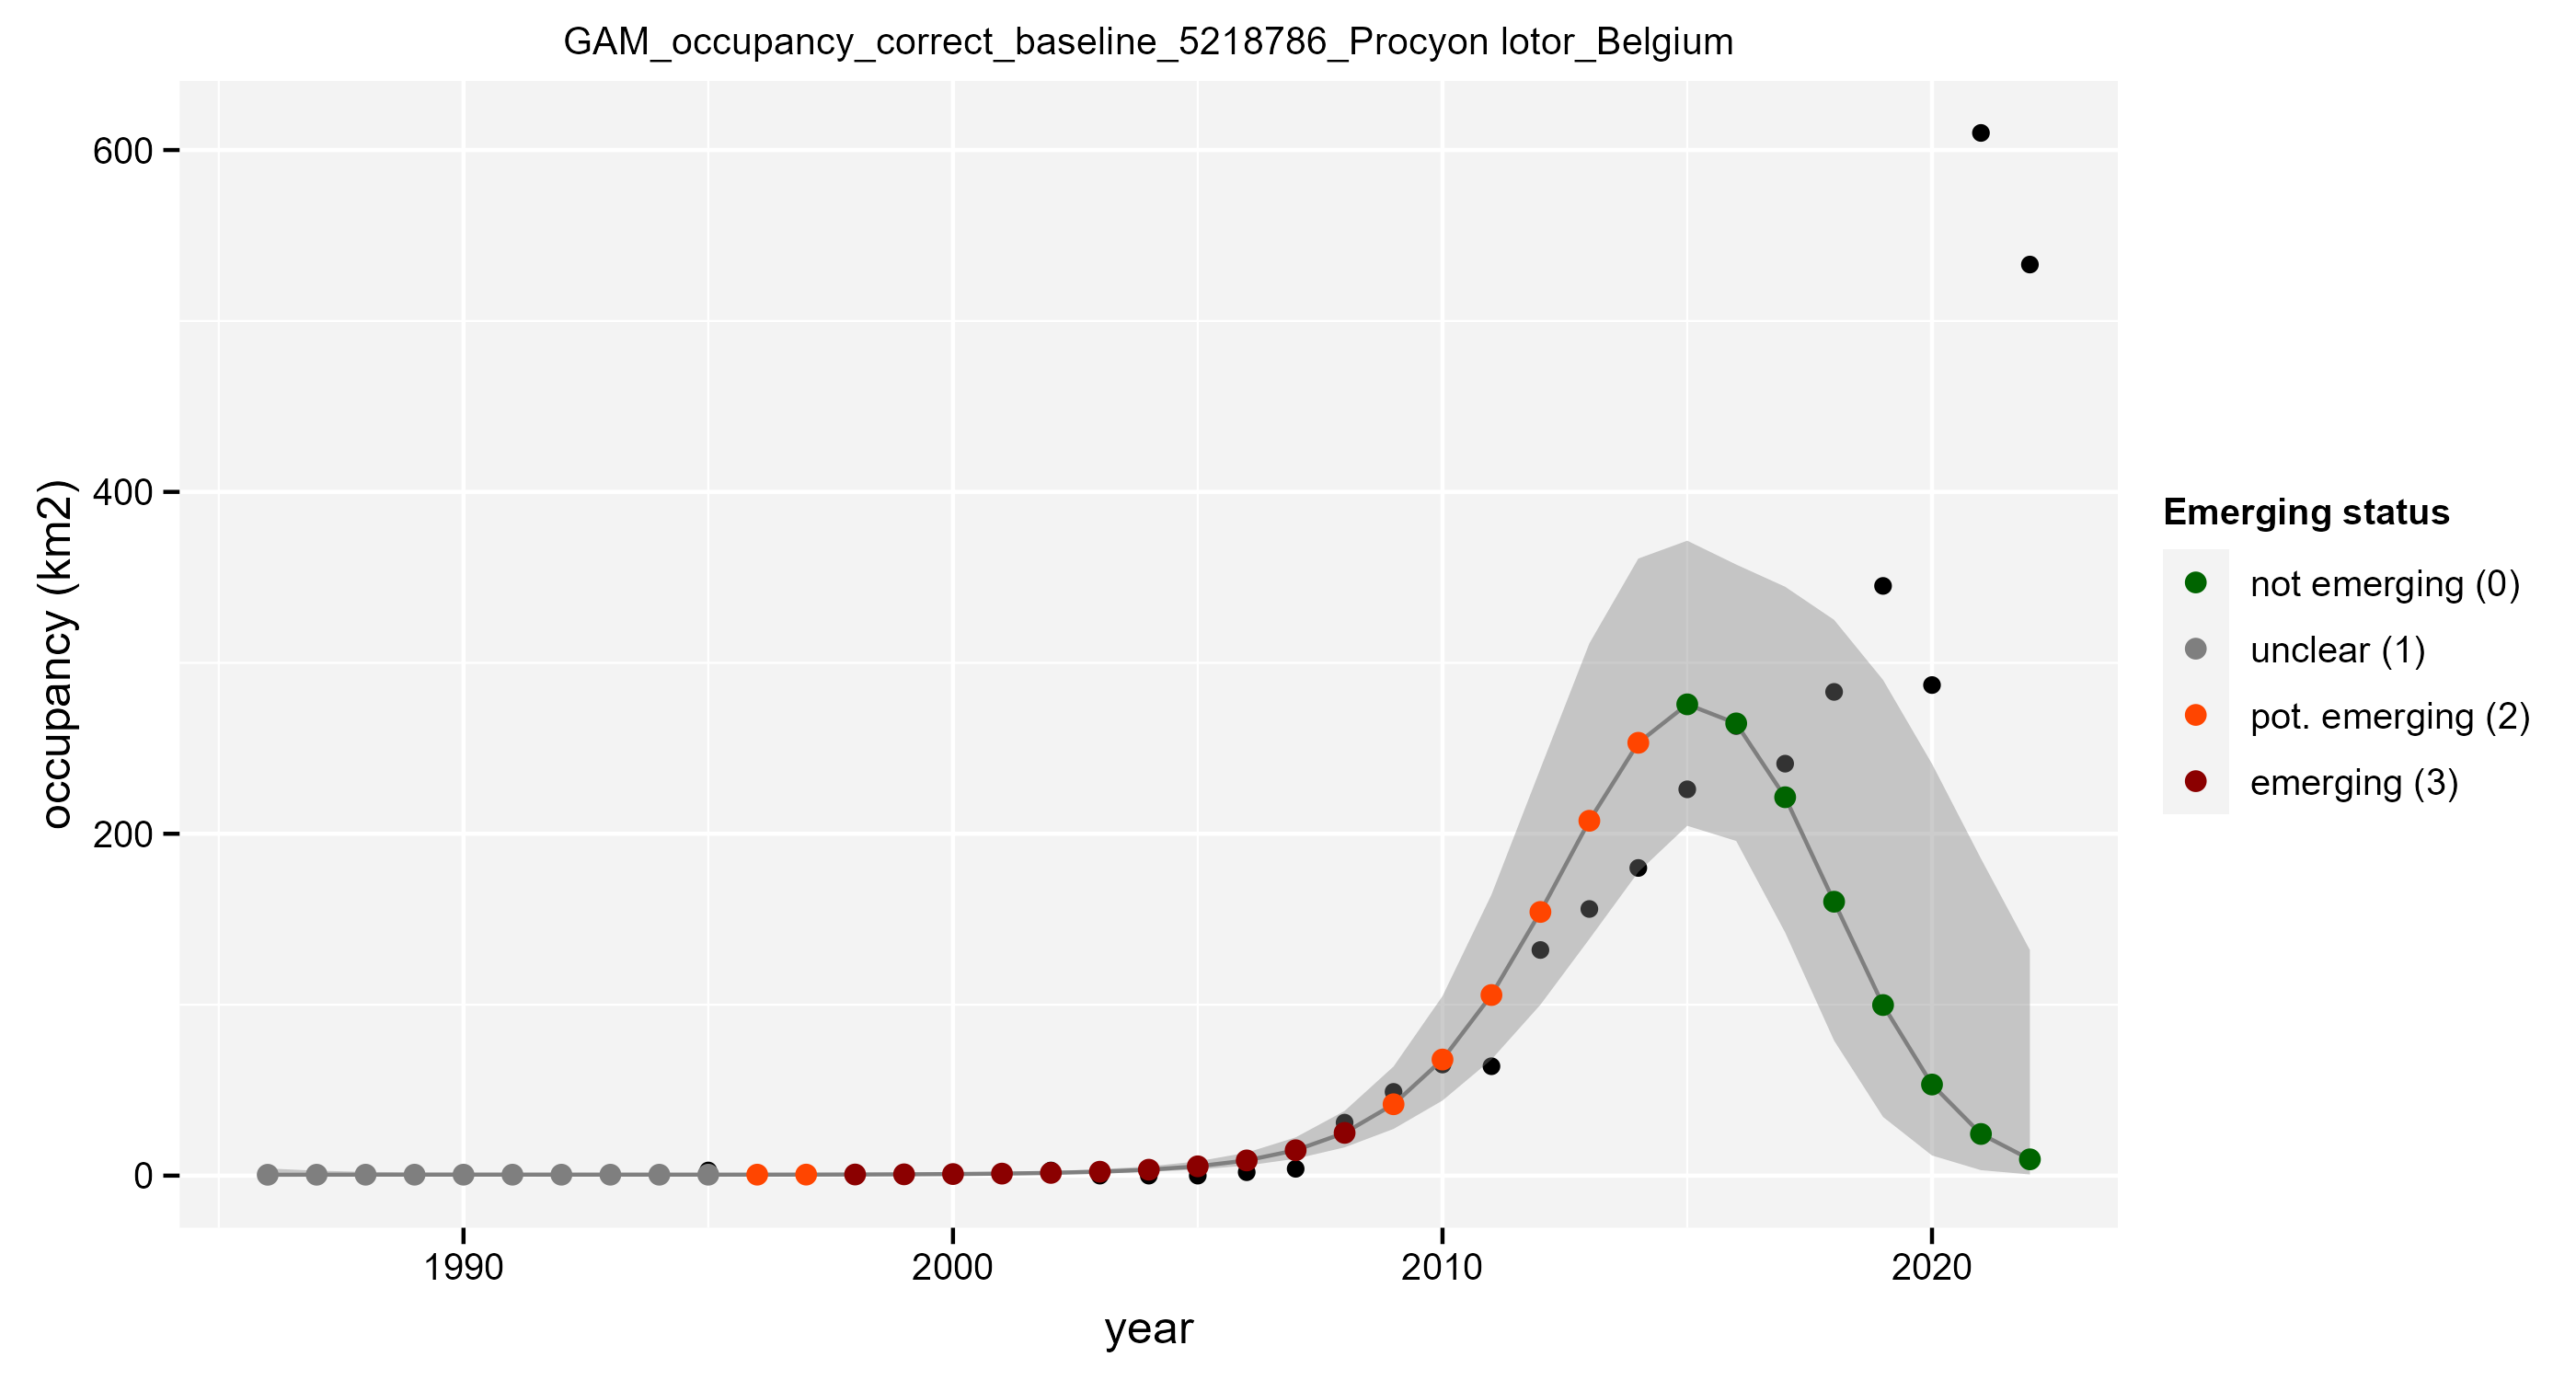 GAM_occupancy_correct_baseline_5218786_Procyon lotor_Belgium
600
400
200
0
occupancy (km2)
1990
2000
2010
2020
year
Emerging status
not emerging (0)
unclear (1)
pot. emerging (2)
emerging (3)